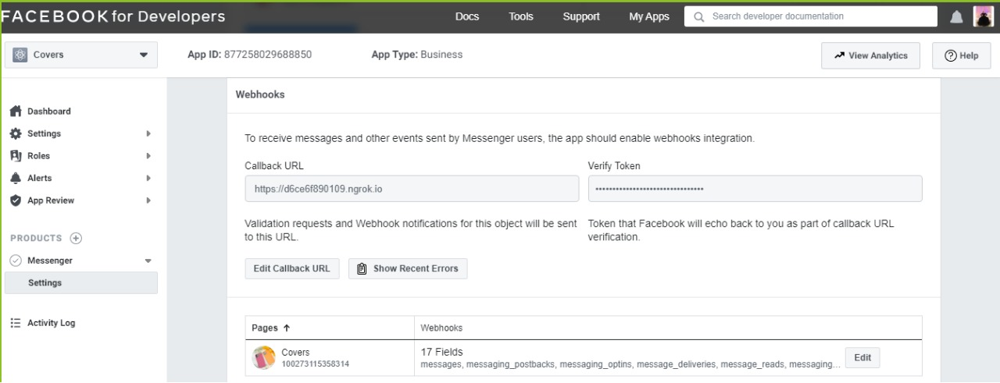 FACEBOOK for Developers
Docs
Tools
Support
My Apps
Search developer documentation
Covers
App ID: 877258029688850
App Type: Business
View Analytics
Help
Dashboard
Settings
Roles
Alerts
App Review
PRODUCTS
Messenger
Settings
Activity Log
Webhooks
To receive messages and other events sent by Messenger users, the app should enable webhooks integration.
Callback URL
Verify Token
https://d6ce6f890109.ngrok.io
••••••••••••••••••••••••••••••••
Validation requests and Webhook notifications for this object will be sent
to this URL.
Token that Facebook will echo back to you as part of callback URL
verification.
Edit Callback URL
Show Recent Errors
Pages ↑
Webhooks
Covers
100273115358314
17 Fields
messages, messaging_postbacks, messaging_optins, message_deliveries, message_reads, messaging...
Edit